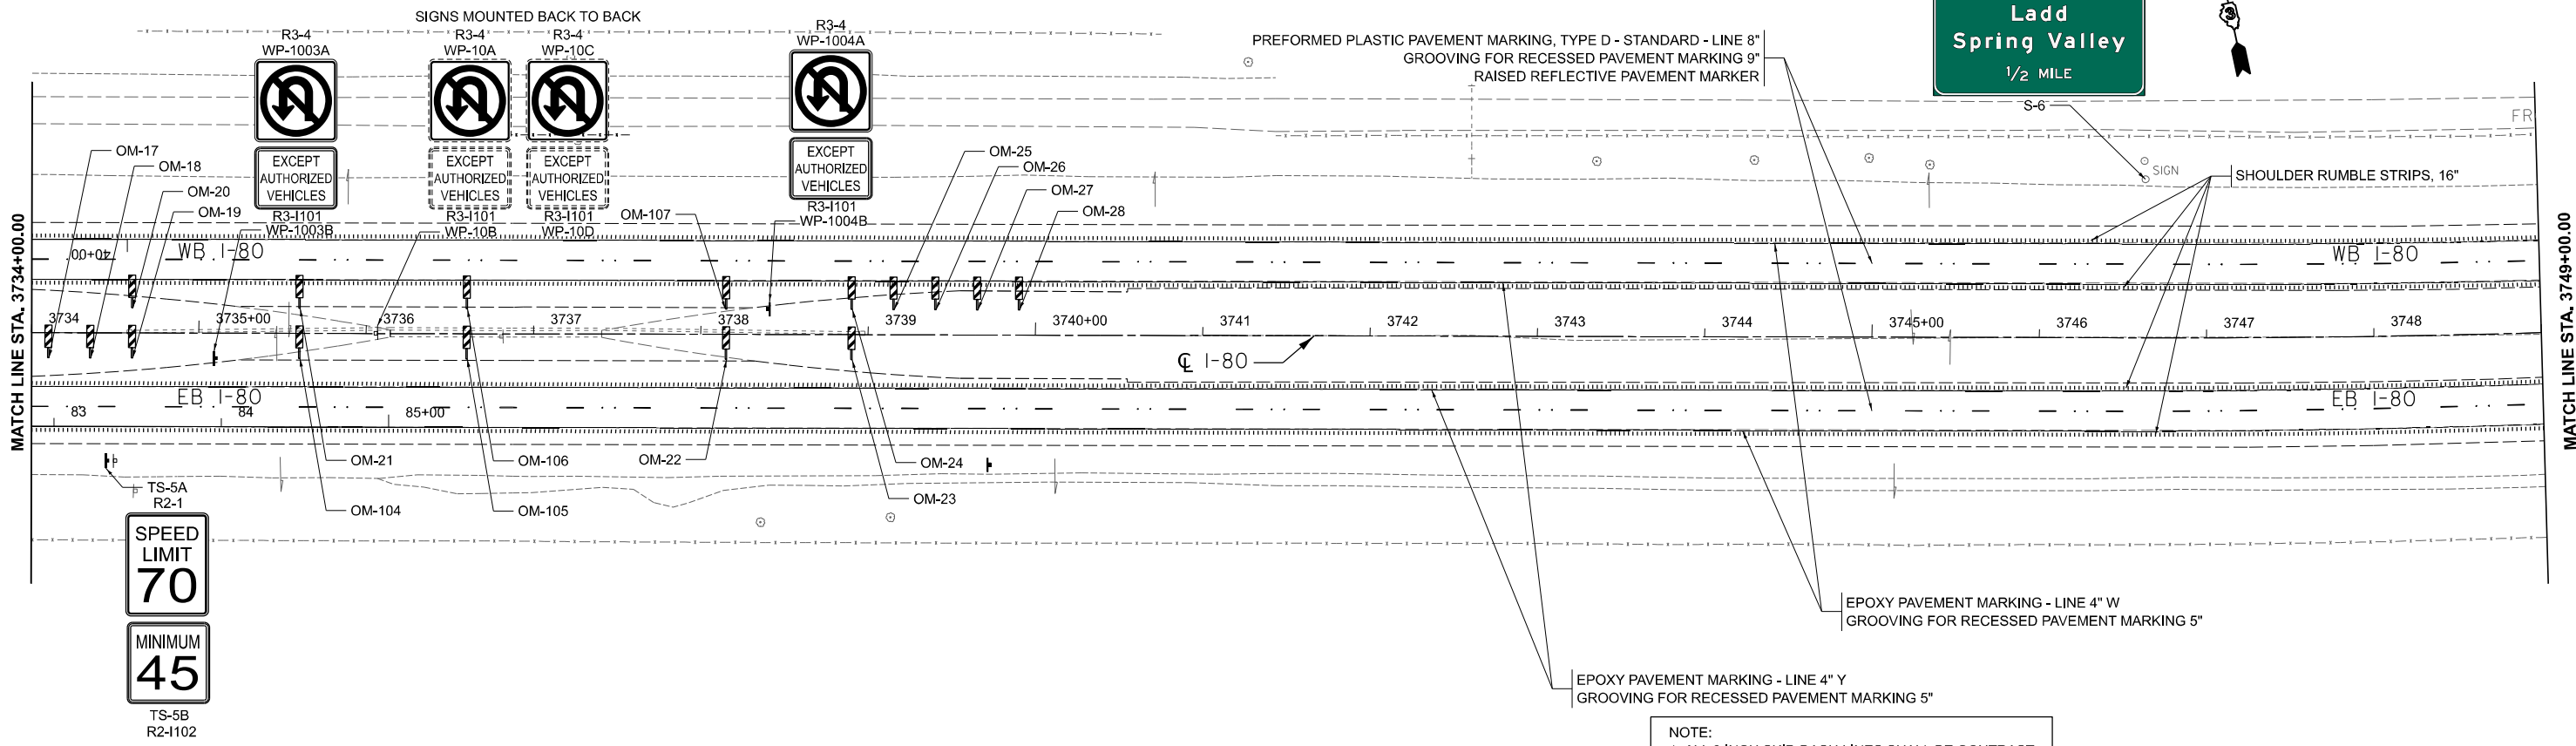 SIGNS MOUNTED BACK TO BACK
R3-4
WP-1003A
R3-4
WP-10A
R3-4
WP-10C
R3-4
WP-1004A
EXCEPT
AUTHORIZED
VEHICLES
R3-I101
WP-1003B
EXCEPT
AUTHORIZED
VEHICLES
R3-I101
WP-10B
EXCEPT
AUTHORIZED
VEHICLES
R3-I101
WP-10D
EXCEPT
AUTHORIZED
VEHICLES
R3-I101
WP-1004B
PREFORMED PLASTIC PAVEMENT MARKING, TYPE D - STANDARD - LINE 8"
GROOVING FOR RECESSED PAVEMENT MARKING 9"
RAISED REFLECTIVE PAVEMENT MARKER
Ladd
Spring Valley
1/2 MILE
3
S-6
SIGN
FR
SHOULDER RUMBLE STRIPS, 16"
OM-17
OM-18
OM-20
OM-19
OM-107
OM-25
OM-26
OM-27
OM-28
MATCH LINE STA. 3734+00.00
MATCH LINE STA. 3749+00.00
40+00
WB I-80
WB I-80
3734
3735+00
3736
3737
3738
3739
3740+00
3741
3742
3743
3744
3745+00
3746
3747
3748
℄ I-80
EB I-80
EB I-80
83
84
85+00
OM-21
OM-106
OM-22
OM-24
OM-104
OM-105
OM-23
TS-5A
R2-1
SPEED
LIMIT
70
MINIMUM
45
TS-5B
R2-I102
EPOXY PAVEMENT MARKING - LINE 4" W
GROOVING FOR RECESSED PAVEMENT MARKING 5"
EPOXY PAVEMENT MARKING - LINE 4" Y
GROOVING FOR RECESSED PAVEMENT MARKING 5"
NOTE: